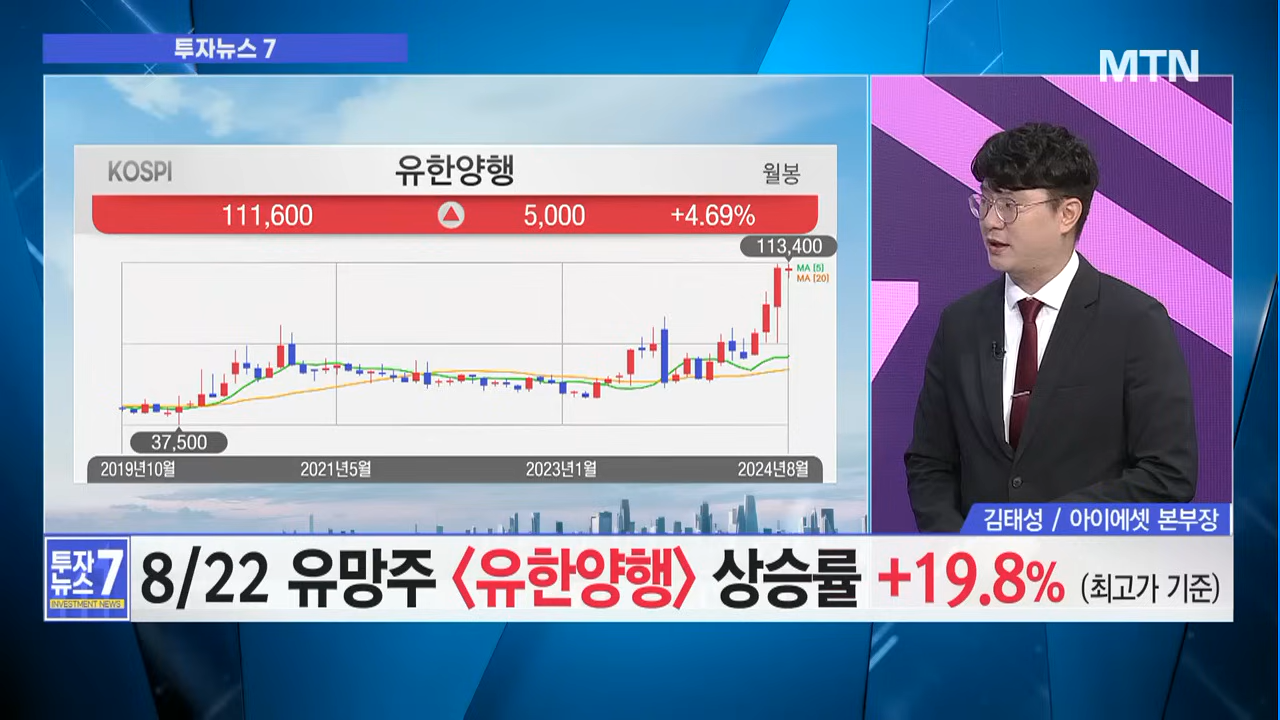 투자뉴스 7
MTN
KOSPI 유한양행 월봉
111,600 5,000 +4.69%
113,400
MA [5]
MA [20]
37,500
2019년10월 2021년5월 2023년1월 2024년8월
김태성 / 아이에셋 본부장
투자
뉴스 7
INVESTMENT NEWS
8/22 유망주 <유한양행> 상승률 +19.8% (최고가 기준)